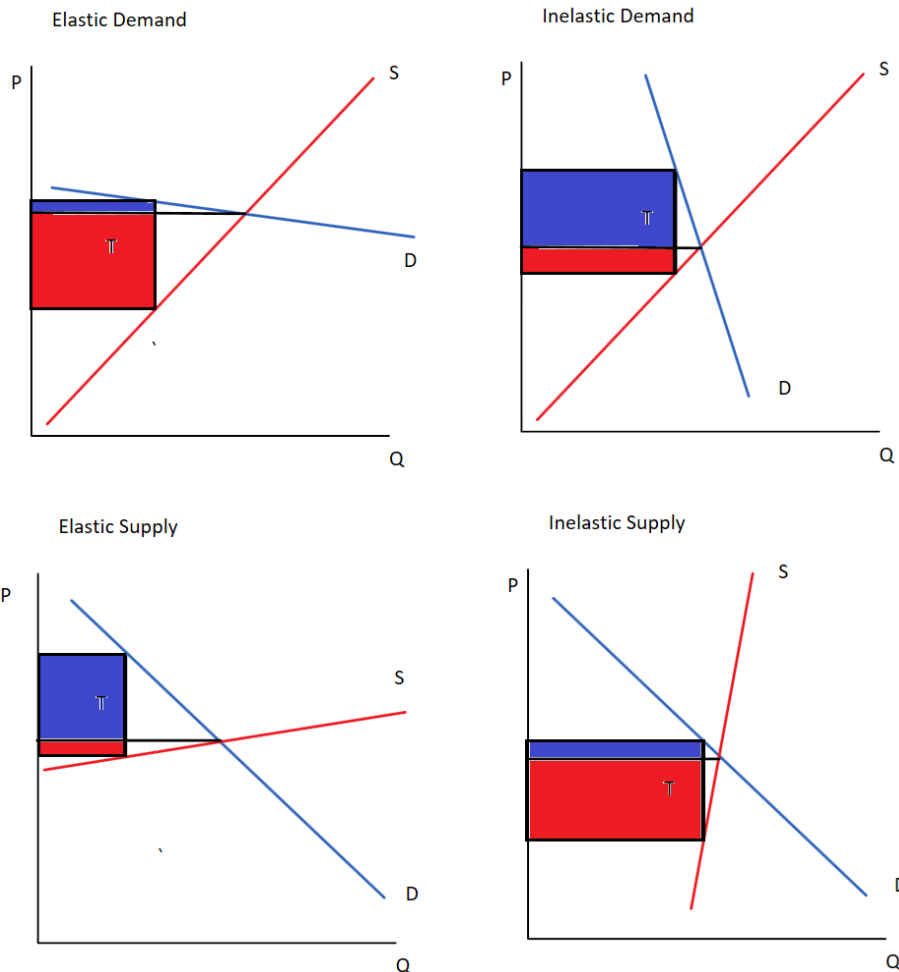 Elastic Demand
Inelastic Demand
P
S
T
D
Q
P
S
T
D
Q
Elastic Supply
Inelastic Supply
P
T
S
D
Q
P
S
T
D
Q